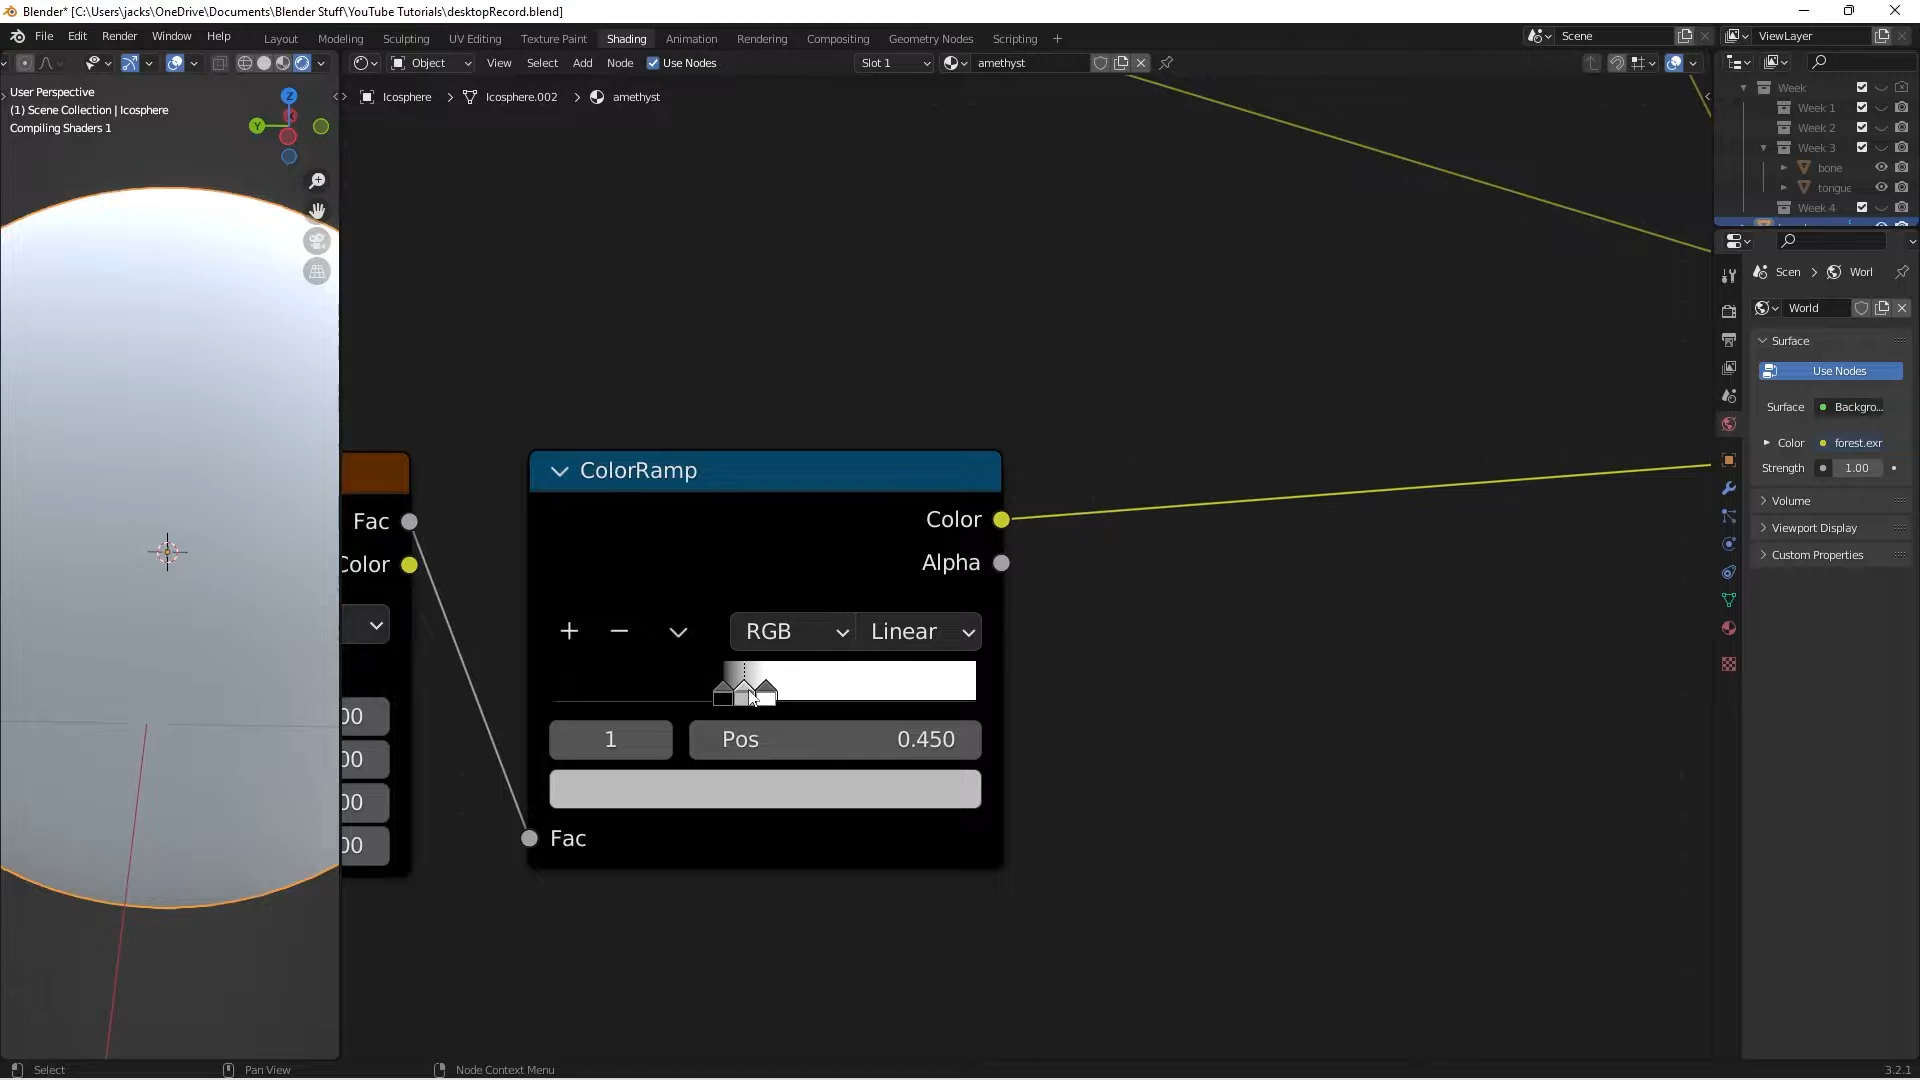 Blender* [C:\Users\jacks\OneDrive\Documents\Blender Stuff\YouTube Tutorials\desktopRecord.blend]
File Edit Render Window Help Layout Modeling Sculpting UV Editing Texture Paint Shading Animation Rendering Compositing Geometry Nodes Scripting + Scene ViewLayer
Object View Select Add Node Use Nodes Slot 1 amethyst
User Perspective
(1) Scene Collection | Icosphere
Compiling Shaders 1
Z
Y
Icosphere > Icosphere.002 > amethyst
Week
Week 1
Week 2
Week 3
bone
tongue
Week 4
Scen > Worl
World
Surface
Use Nodes
Surface Backgro...
Color forest.exr
Strength 1.00
Volume
Viewport Display
Custom Properties
Fac
Color
00
00
00
00
ColorRamp
Color
Alpha
+ − RGB Linear
1 Pos 0.450
Fac
Select Pan View Node Context Menu 3.2.1